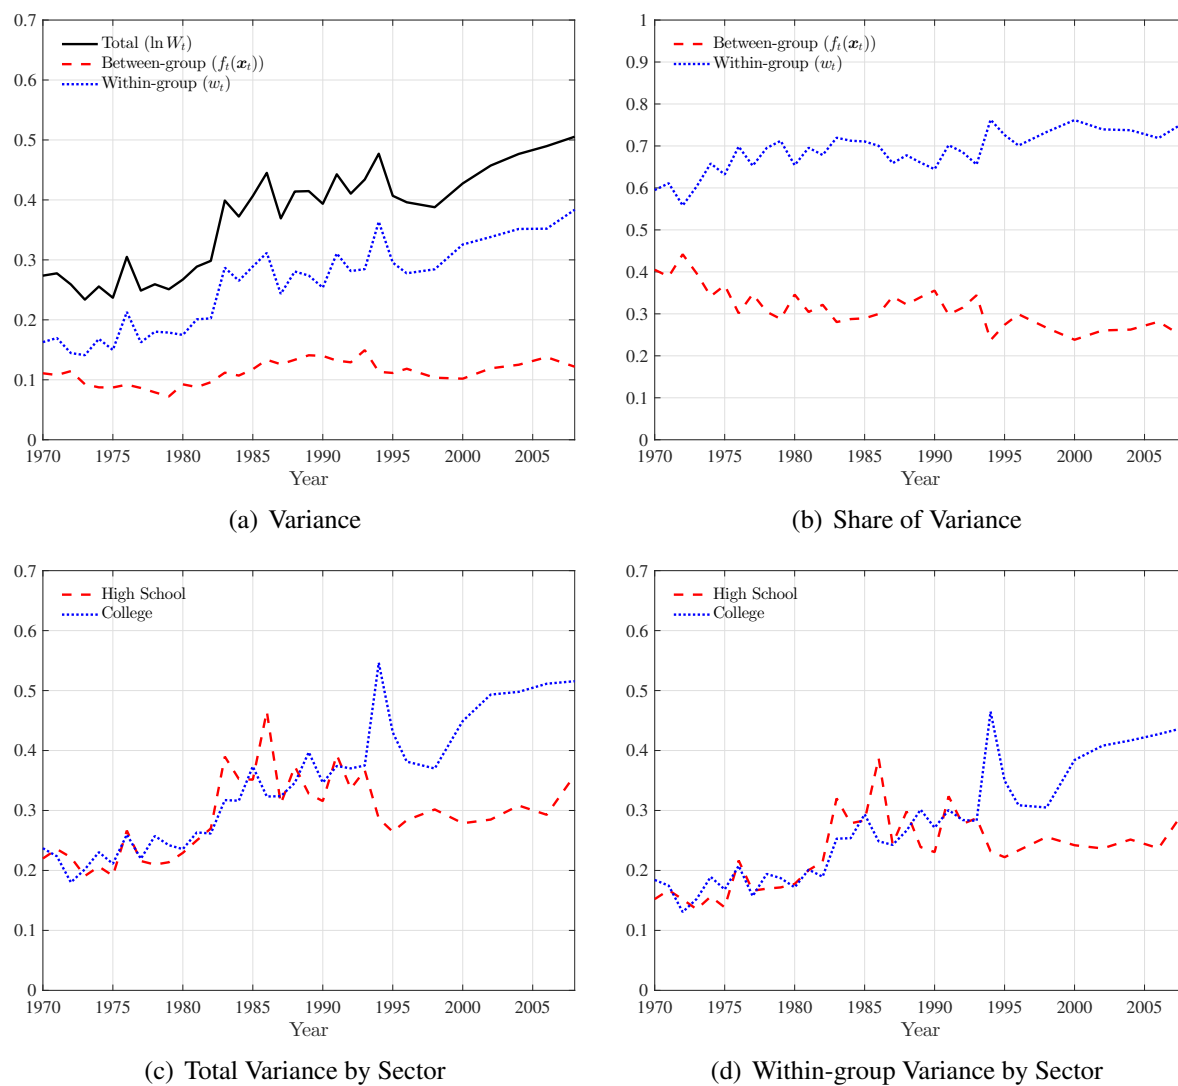 0.7
0.6
0.5
0.4
0.3
0.2
0.1
0
Total (ln W_t)
Between-group (f_t(x_t))
Within-group (w_t)
1970 1975 1980 1985 1990 1995 2000 2005
Year
(a) Variance
1
0.9
0.8
0.7
0.6
0.5
0.4
0.3
0.2
0.1
0
Between-group (f_t(x_t))
Within-group (w_t)
1970 1975 1980 1985 1990 1995 2000 2005
Year
(b) Share of Variance
0.7
0.6
0.5
0.4
0.3
0.2
0.1
0
High School
College
1970 1975 1980 1985 1990 1995 2000 2005
Year
(c) Total Variance by Sector
0.7
0.6
0.5
0.4
0.3
0.2
0.1
0
High School
College
1970 1975 1980 1985 1990 1995 2000 2005
Year
(d) Within-group Variance by Sector